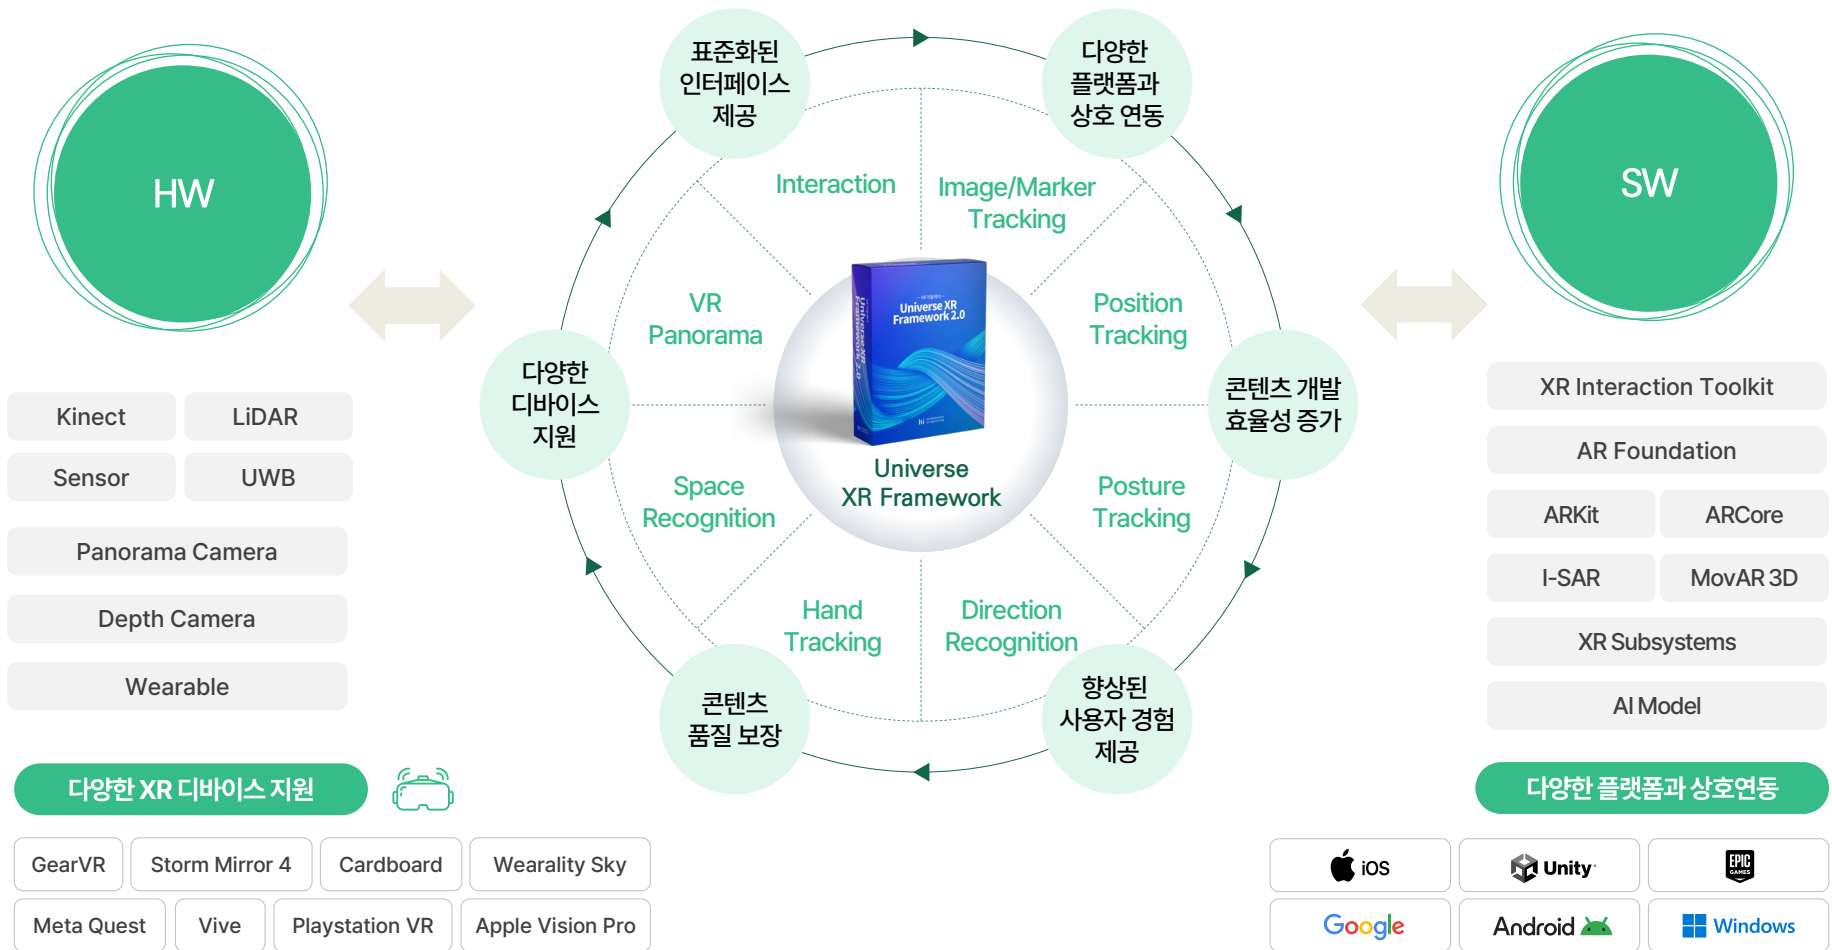 HW
Kinect
LiDAR
Sensor
UWB
Panorama Camera
Depth Camera
Wearable
다양한 XR 디바이스 지원
GearVR
Storm Mirror 4
Cardboard
Wearality Sky
Meta Quest
Vive
Playstation VR
Apple Vision Pro
표준화된
인터페이스
제공
다양한
플랫폼과
상호 연동
콘텐츠 개발
효율성 증가
향상된
사용자 경험
제공
콘텐츠
품질 보장
다양한
디바이스
지원
Interaction
Image/Marker
Tracking
Position
Tracking
Posture
Tracking
Direction
Recognition
Hand
Tracking
Space
Recognition
VR
Panorama
Universe XR
Framework 2.0
Universe XR
Framework 2.0
Universe
XR Framework
SW
XR Interaction Toolkit
AR Foundation
ARKit
ARCore
I-SAR
MovAR 3D
XR Subsystems
AI Model
다양한 플랫폼과 상호연동
iOS
Unity
EPIC
GAMES
Google
Android
Windows